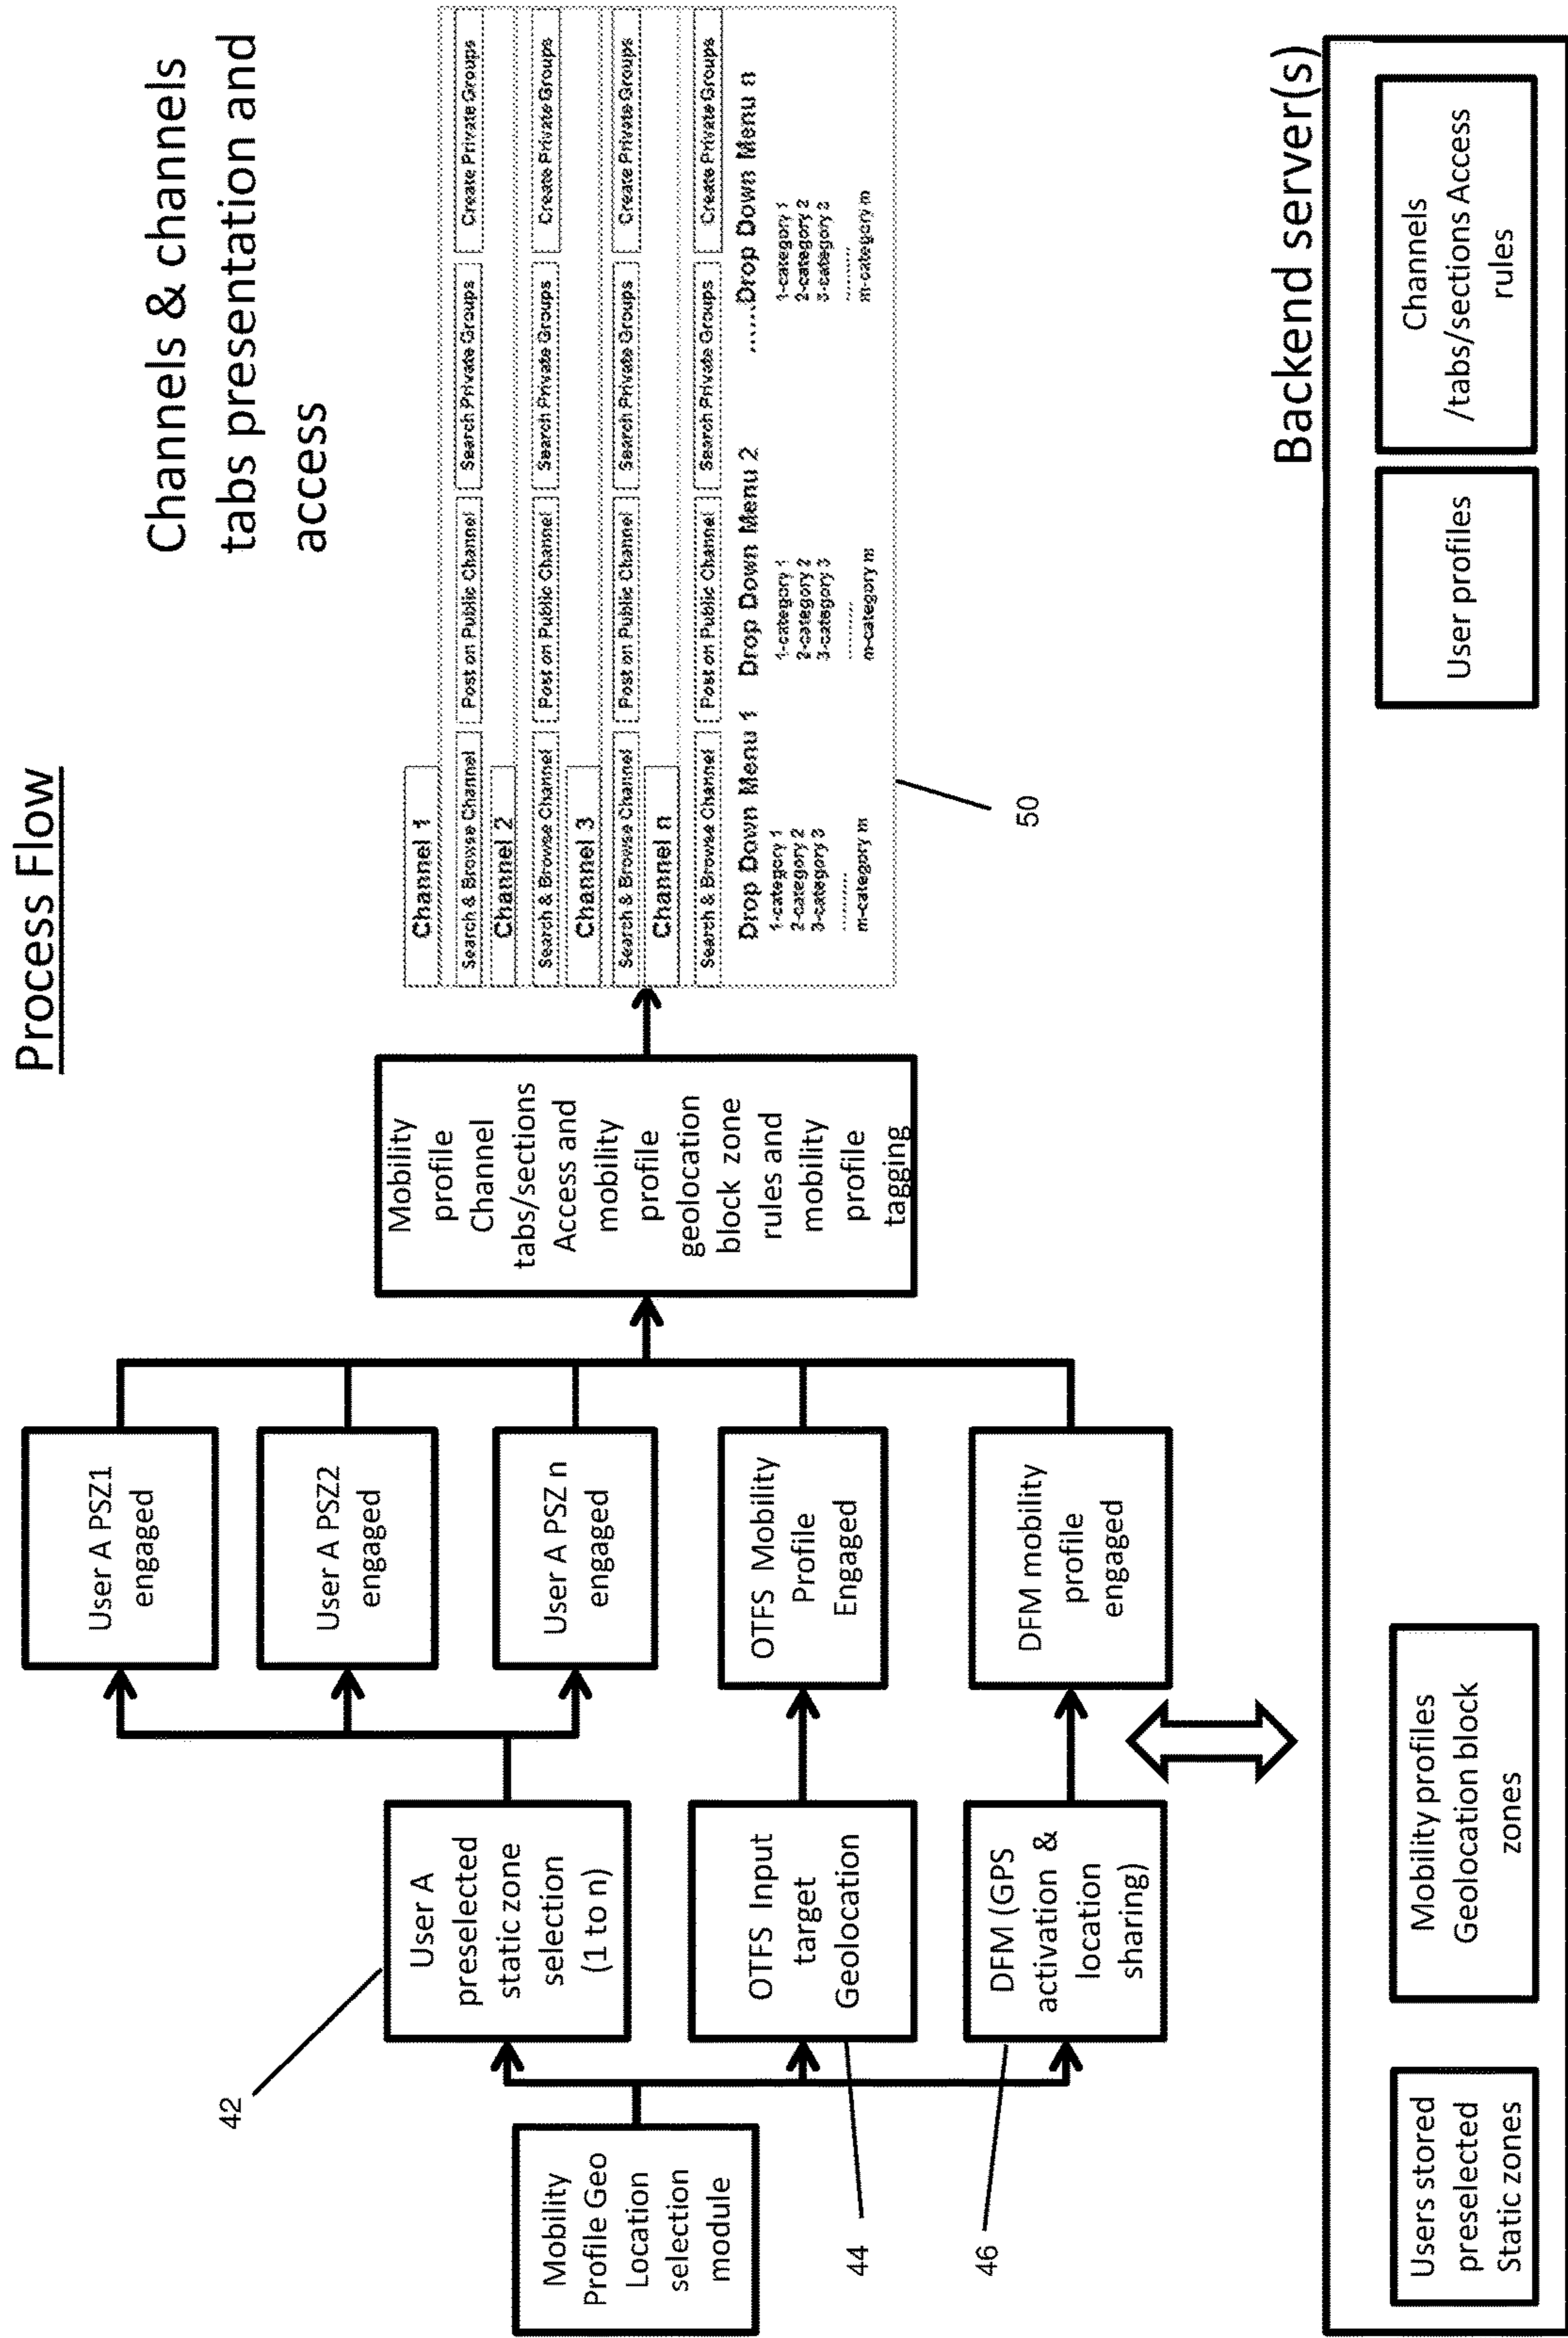 Process Flow
Channels & channels
tabs presentation and
access
Mobility
Profile Geo
Location
selection
module
42
User A
preselected
static zone
selection
(1 to n)
44
OTFS Input
target
Geolocation
46
DFM (GPS
activation &
location
sharing)
User A PSZ1
engaged
User A PSZ2
engaged
User A PSZ n
engaged
OTFS Mobility
Profile
Engaged
DFM mobility
profile
engaged
Mobility
profile
Channel
tabs/sections
Access and
mobility
profile
geolocation
block zone
rules and
mobility
profile
tagging
Channel 1
Search & Browse Channel Post on Public Channel Search Private Groups Create Private Groups
Channel 2
Search & Browse Channel Post on Public Channel Search Private Groups Create Private Groups
Channel 3
Search & Browse Channel Post on Public Channel Search Private Groups Create Private Groups
Channel n
Search & Browse Channel Post on Public Channel Search Private Groups Create Private Groups
Drop Down Menu 1 Drop Down Menu 2 ......Drop Down Menu n
1-category 1 1-category 1 1-category 1
2-category 2 2-category 2 2-category 2
3-category 3 3-category 3 3-category 3
......... ......... .........
m-category m m-category m m-category m
50
Backend server(s)
Users stored
preselected
Static zones
Mobility profiles
Geolocation block
zones
User profiles
Channels
/tabs/sections Access
rules